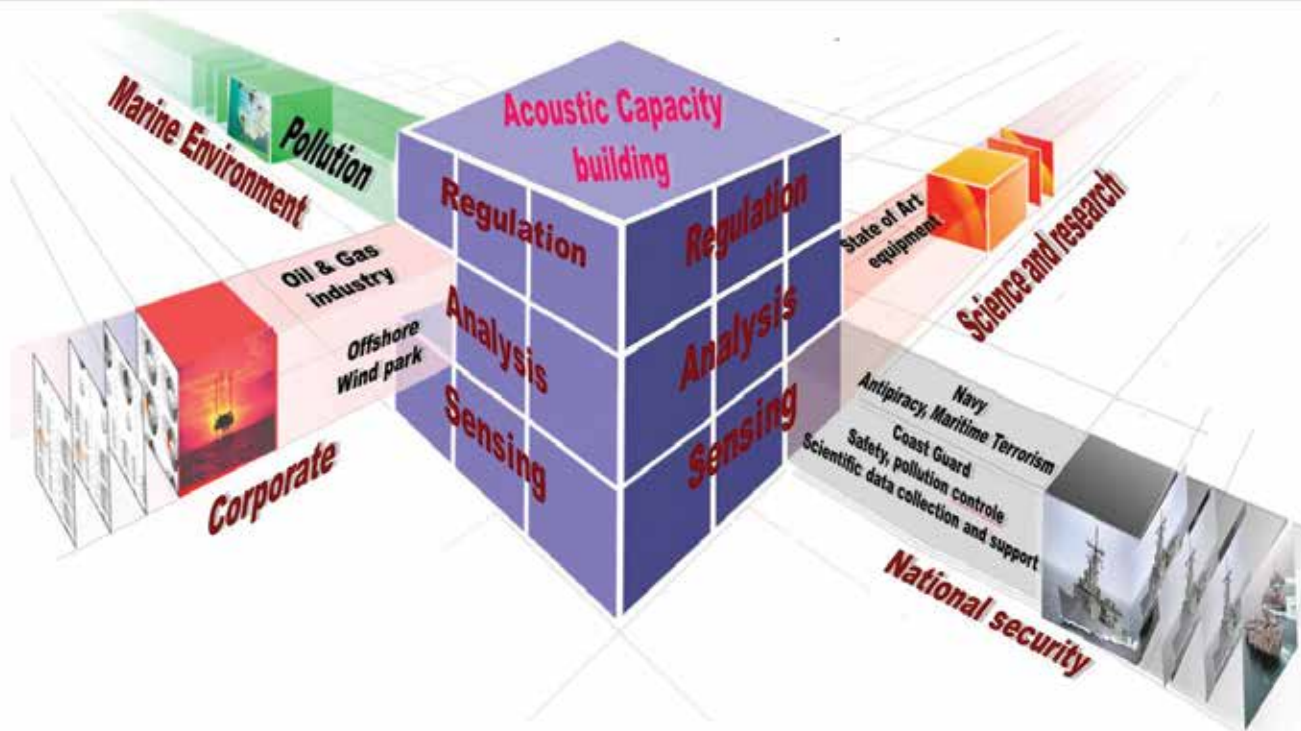 Acoustic Capacity
building
Regulation
Analysis
Sensing
Regulation
Analysis
Sensing
Marine Environment
Pollution
Oil & Gas
industry
Offshore
Wind park
Corporate
State of Art
equipment
Science and research
Navy
Antipiracy, Maritime Terrorism
Coast Guard
Safety, pollution controle
Scientific data collection and support
National security